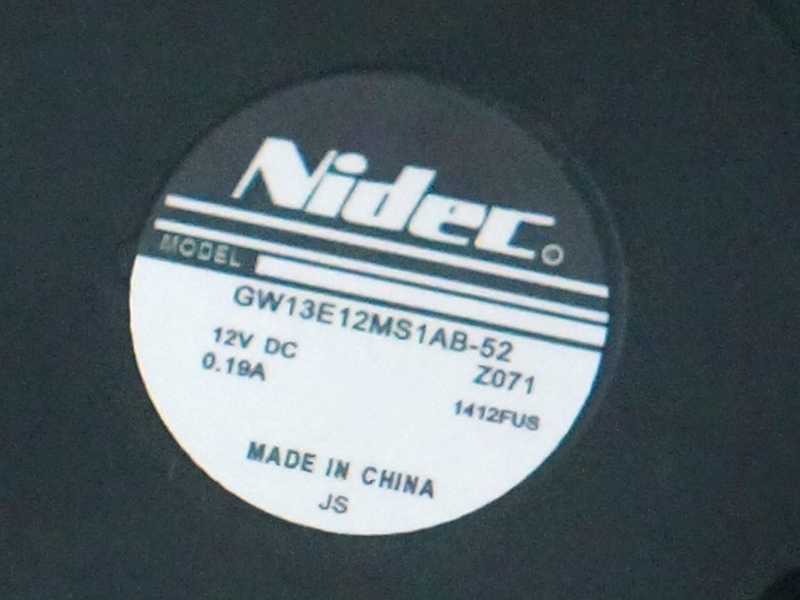 Nidec
MODEL
GW13E12MS1AB-52
12V DC
Z071
0.19A
1412FUS
MADE IN CHINA
JS